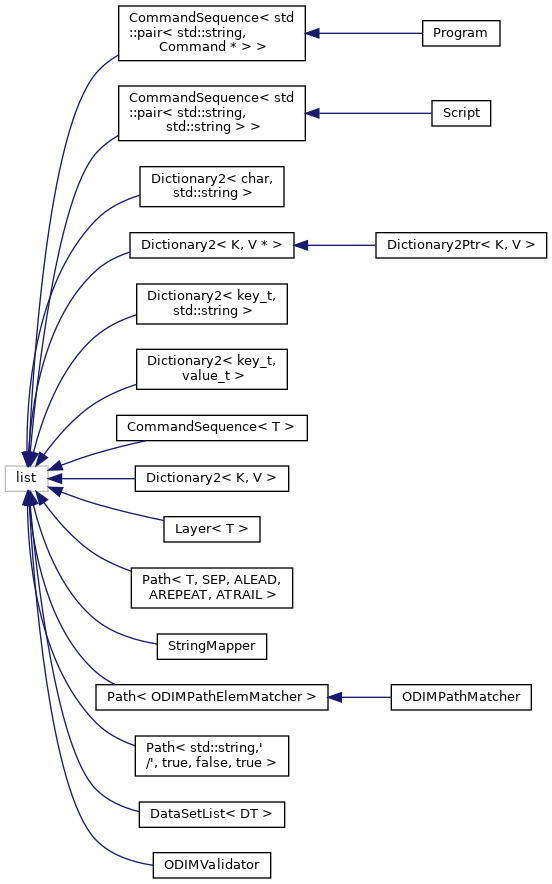 CommandSequence< std
::pair< std::string,
Command * > >
Program
CommandSequence< std
::pair< std::string,
std::string > >
Script
Dictionary2< char,
std::string >
Dictionary2< K, V * >
Dictionary2Ptr< K, V >
Dictionary2< key_t,
std::string >
Dictionary2< key_t,
value_t >
CommandSequence< T >
list
Dictionary2< K, V >
Layer< T >
Path< T, SEP, ALEAD,
AREPEAT, ATRAIL >
StringMapper
Path< ODIMPathElemMatcher >
ODIMPathMatcher
Path< std::string,'
/', true, false, true >
DataSetList< DT >
ODIMValidator